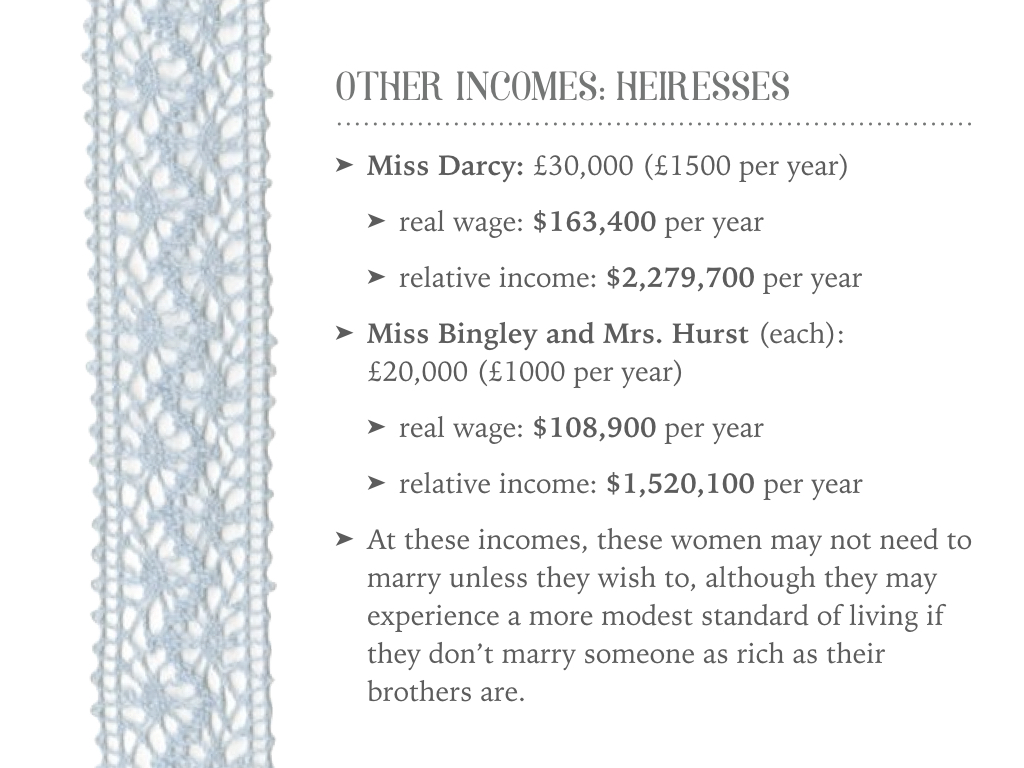 OTHER INCOMES: HEIRESSES
➤ Miss Darcy: £30,000 (£1500 per year)
➤ real wage: $163,400 per year
➤ relative income: $2,279,700 per year
➤ Miss Bingley and Mrs. Hurst (each):
£20,000 (£1000 per year)
➤ real wage: $108,900 per year
➤ relative income: $1,520,100 per year
➤ At these incomes, these women may not need to
marry unless they wish to, although they may
experience a more modest standard of living if
they don’t marry someone as rich as their
brothers are.